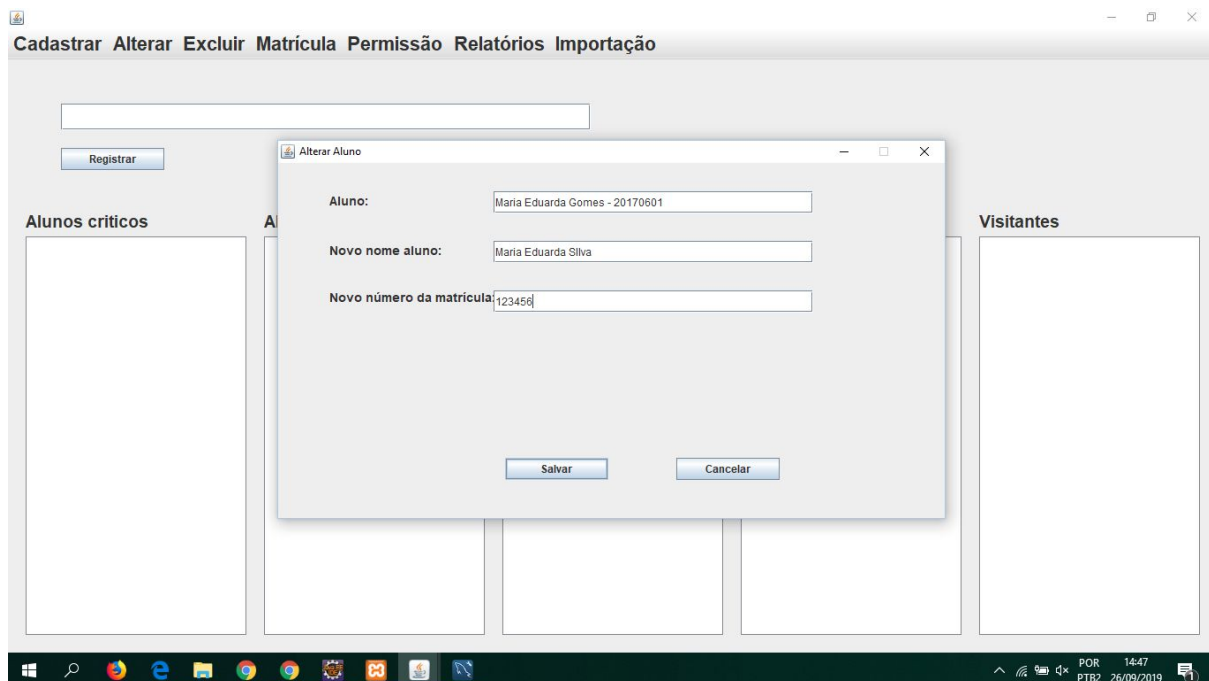 Cadastrar Alterar Excluir Matrícula Permissão Relatórios Importação
Registrar
Alterar Aluno
Aluno: Maria Eduarda Gomes - 20170601
Novo nome aluno: Maria Eduarda SIlva
Novo número da matrícula: 123456
Salvar Cancelar
Alunos criticos
Al
Visitantes
POR 14:47
PTB2 26/09/2019